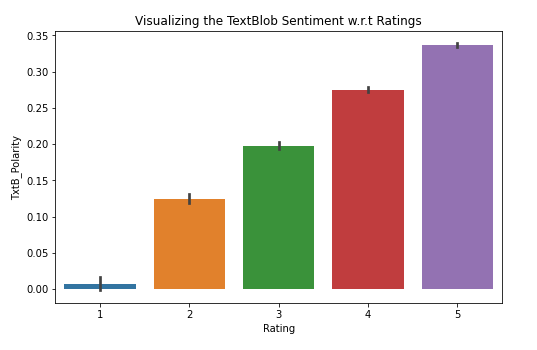 Visualizing the TextBlob Sentiment w.r.t Ratings
0.35
0.30
0.25
0.20
0.15
0.10
0.05
0.00
TxtB_Polarity
1 2 3 4 5
Rating